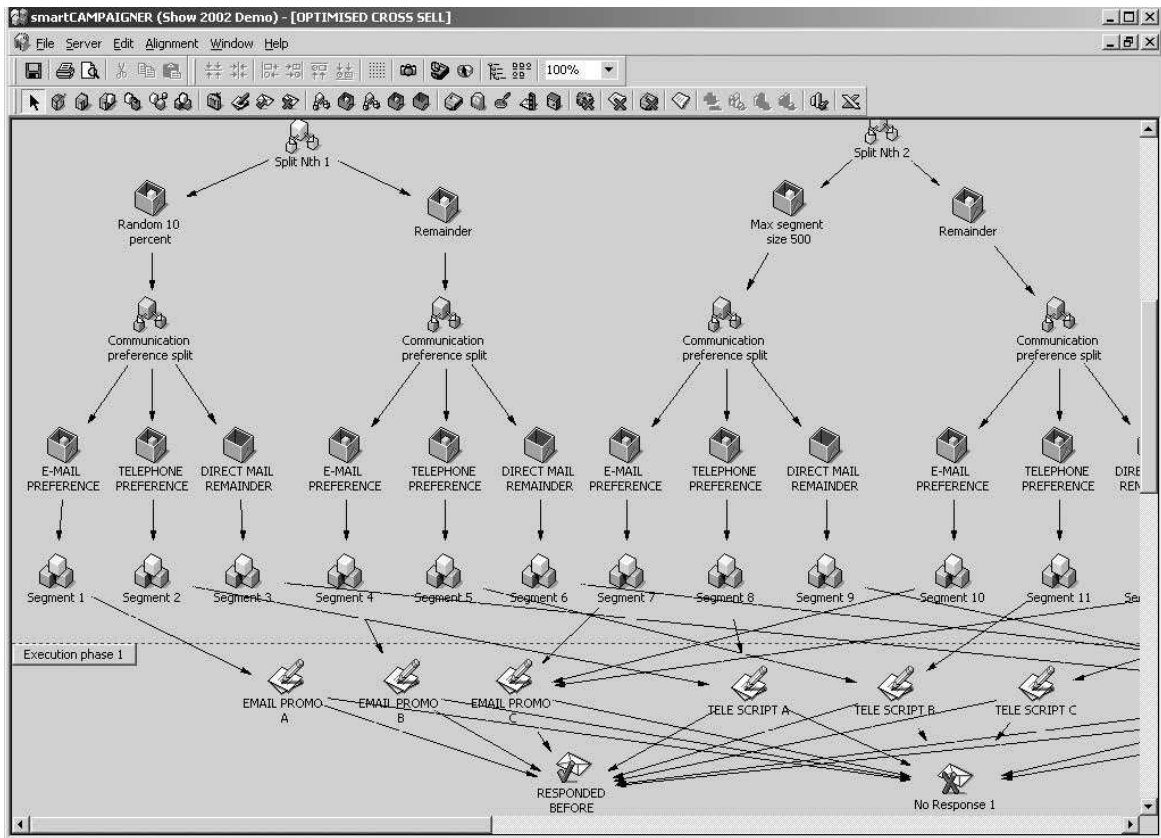 smartCAMPAIGNER (Show 2002 Demo) - [OPTIMISED CROSS SELL]
File Server Edit Alignment Window Help
100%
Split Nth 1
Split Nth 2
Random 10
percent
Remainder
Max segment
size 500
Remainder
Communication
preference split
Communication
preference split
Communication
preference split
Communication
preference split
E-MAIL
PREFERENCE
TELEPHONE
PREFERENCE
DIRECT MAIL
REMAINDER
E-MAIL
PREFERENCE
TELEPHONE
PREFERENCE
DIRECT MAIL
REMAINDER
E-MAIL
PREFERENCE
TELEPHONE
PREFERENCE
DIRECT MAIL
REMAINDER
E-MAIL
PREFERENCE
TELEPHONE
PREFERENCE
Segment 1
Segment 2
Segment 3
Segment 4
Segment 5
Segment 6
Segment 7
Segment 8
Segment 9
Segment 10
Segment 11
Execution phase 1
EMAIL PROMO
A
EMAIL PROMO
B
EMAIL PROMO
C
TELE SCRIPT A
TELE SCRIPT B
TELE SCRIPT C
RESPONDED
BEFORE
No Response 1